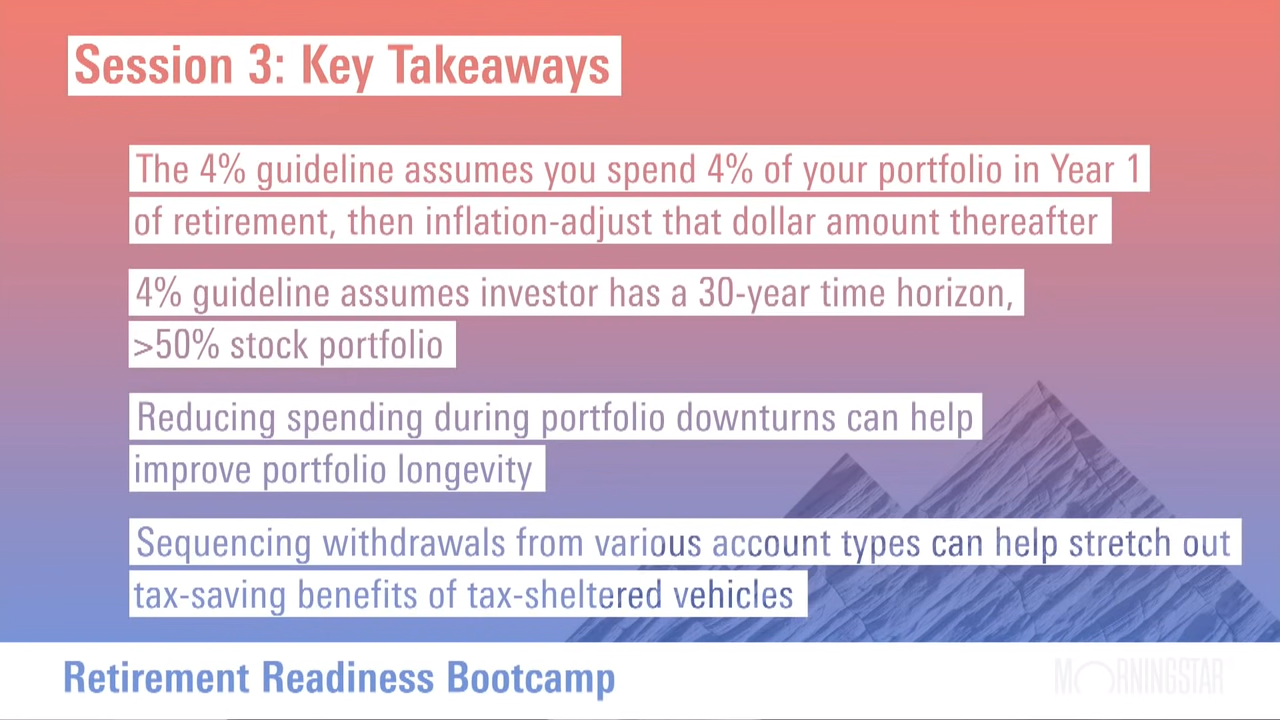 Session 3: Key Takeaways
The 4% guideline assumes you spend 4% of your portfolio in Year 1
of retirement, then inflation-adjust that dollar amount thereafter
4% guideline assumes investor has a 30-year time horizon,
>50% stock portfolio
Reducing spending during portfolio downturns can help
improve portfolio longevity
Sequencing withdrawals from various account types can help stretch out
tax-saving benefits of tax-sheltered vehicles
Retirement Readiness Bootcamp
MORNINGSTAR